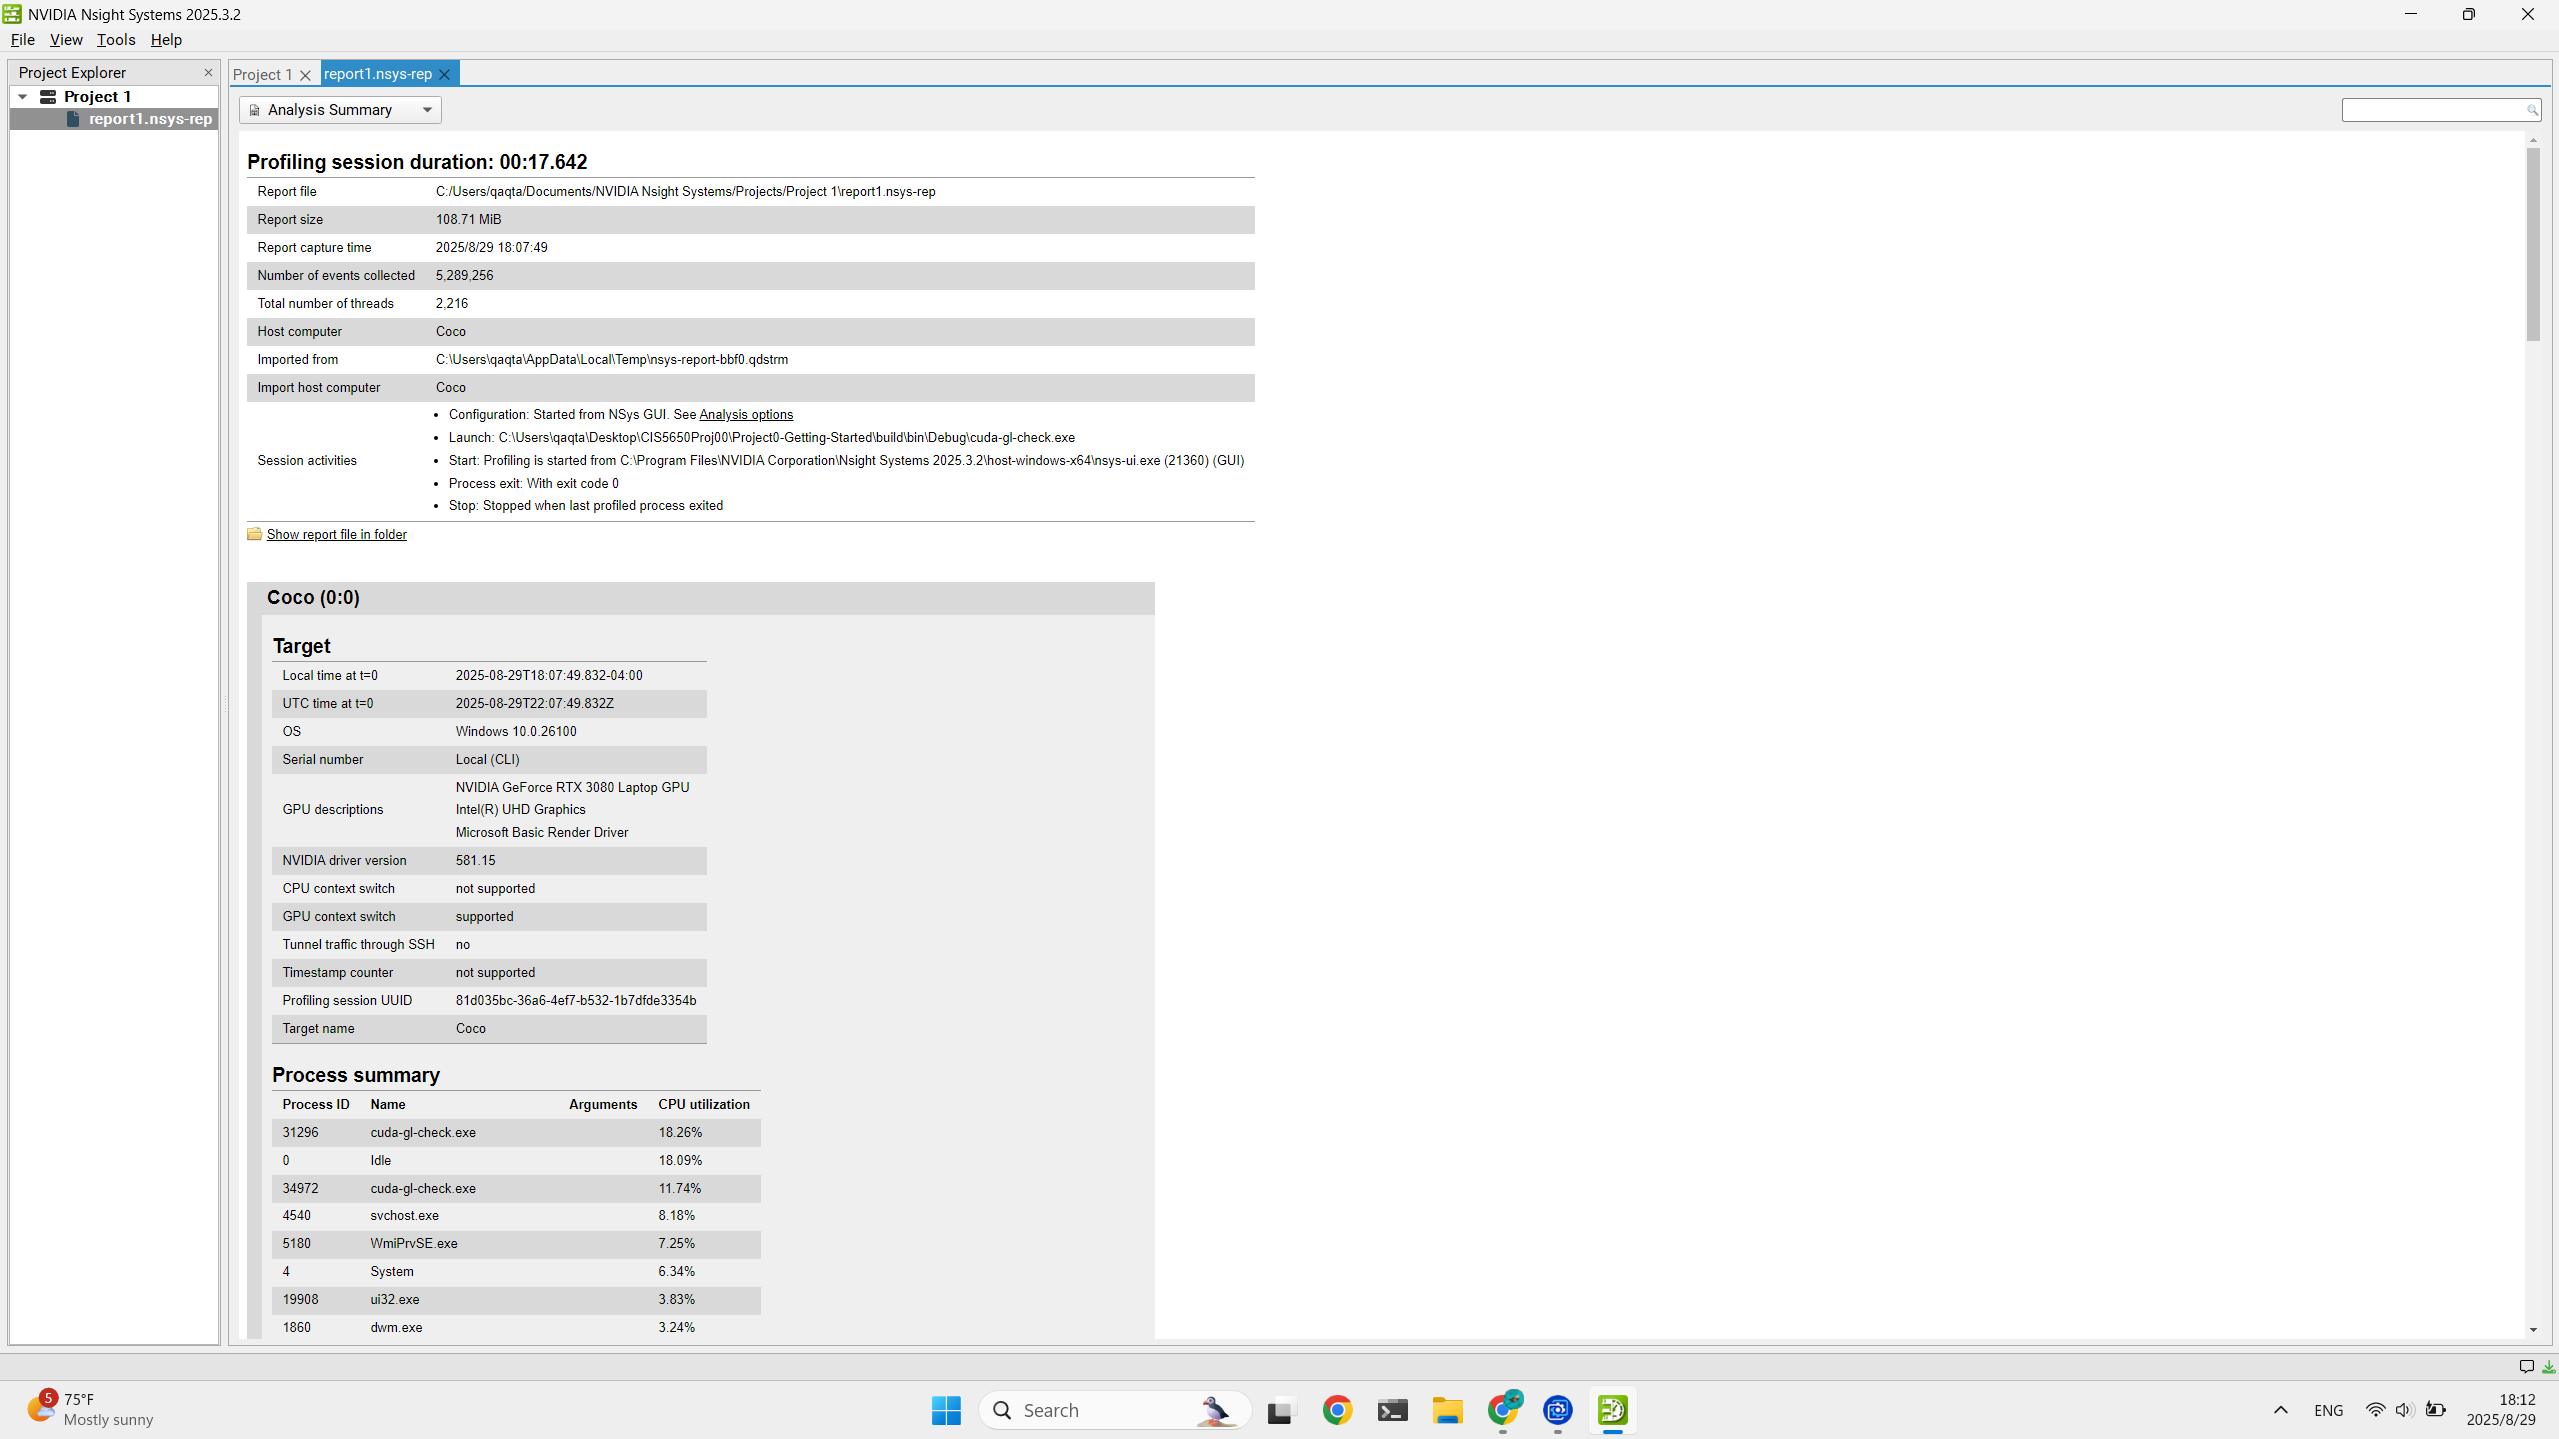 NVIDIA Nsight Systems 2025.3.2
File View Tools Help
Project Explorer
Project 1
report1.nsys-rep
Project 1
report1.nsys-rep
Analysis Summary
Profiling session duration: 00:17.642
Report file C:/Users/qaqta/Documents/NVIDIA Nsight Systems/Projects/Project 1\report1.nsys-rep
Report size 108.71 MiB
Report capture time 2025/8/29 18:07:49
Number of events collected 5,289,256
Total number of threads 2,216
Host computer Coco
Imported from C:\Users\qaqta\AppData\Local\Temp\nsys-report-bbf0.qdstrm
Import host computer Coco
Session activities
• Configuration: Started from NSys GUI. See Analysis options
• Launch: C:\Users\qaqta\Desktop\CIS5650Proj00\Project0-Getting-Started\build\bin\Debug\cuda-gl-check.exe
• Start: Profiling is started from C:\Program Files\NVIDIA Corporation\Nsight Systems 2025.3.2\host-windows-x64\nsys-ui.exe (21360) (GUI)
• Process exit: With exit code 0
• Stop: Stopped when last profiled process exited
Show report file in folder
Coco (0:0)
Target
Local time at t=0 2025-08-29T18:07:49.832-04:00
UTC time at t=0 2025-08-29T22:07:49.832Z
OS Windows 10.0.26100
Serial number Local (CLI)
GPU descriptions
NVIDIA GeForce RTX 3080 Laptop GPU
Intel(R) UHD Graphics
Microsoft Basic Render Driver
NVIDIA driver version 581.15
CPU context switch not supported
GPU context switch supported
Tunnel traffic through SSH no
Timestamp counter not supported
Profiling session UUID 81d035bc-36a6-4ef7-b532-1b7dfde3354b
Target name Coco
Process summary
Process ID Name Arguments CPU utilization
31296 cuda-gl-check.exe 18.26%
0 Idle 18.09%
34972 cuda-gl-check.exe 11.74%
4540 svchost.exe 8.18%
5180 WmiPrvSE.exe 7.25%
4 System 6.34%
19908 ui32.exe 3.83%
1860 dwm.exe 3.24%
5
75°F
Mostly sunny
Search
ENG
18:12
2025/8/29